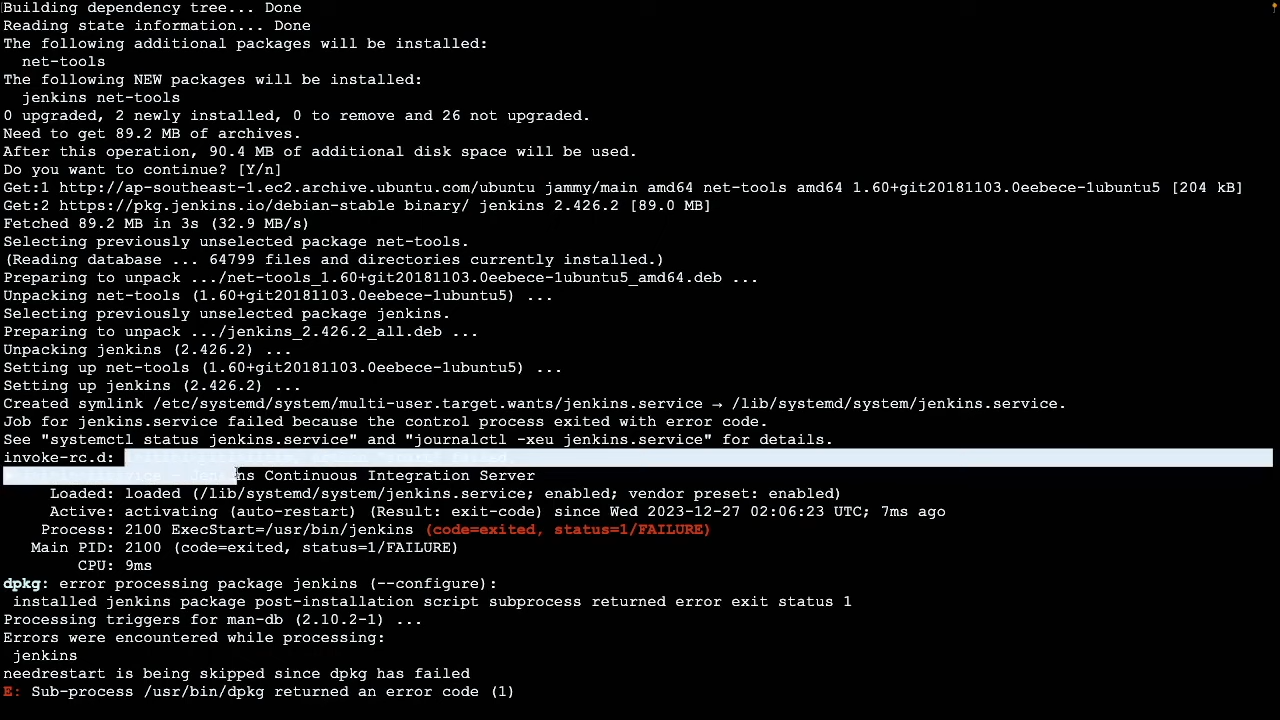 Building dependency tree... Done
Reading state information... Done
The following additional packages will be installed:
  net-tools
The following NEW packages will be installed:
  jenkins net-tools
0 upgraded, 2 newly installed, 0 to remove and 26 not upgraded.
Need to get 89.2 MB of archives.
After this operation, 90.4 MB of additional disk space will be used.
Do you want to continue? [Y/n]
Get:1 http://ap-southeast-1.ec2.archive.ubuntu.com/ubuntu jammy/main amd64 net-tools amd64 1.60+git20181103.0eebece-1ubuntu5 [204 kB]
Get:2 https://pkg.jenkins.io/debian-stable binary/ jenkins 2.426.2 [89.0 MB]
Fetched 89.2 MB in 3s (32.9 MB/s)
Selecting previously unselected package net-tools.
(Reading database ... 64799 files and directories currently installed.)
Preparing to unpack .../net-tools_1.60+git20181103.0eebece-1ubuntu5_amd64.deb ...
Unpacking net-tools (1.60+git20181103.0eebece-1ubuntu5) ...
Selecting previously unselected package jenkins.
Preparing to unpack .../jenkins_2.426.2_all.deb ...
Unpacking jenkins (2.426.2) ...
Setting up net-tools (1.60+git20181103.0eebece-1ubuntu5) ...
Setting up jenkins (2.426.2) ...
Created symlink /etc/systemd/system/multi-user.target.wants/jenkins.service → /lib/systemd/system/jenkins.service.
Job for jenkins.service failed because the control process exited with error code.
See "systemctl status jenkins.service" and "journalctl -xeu jenkins.service" for details.
invoke-rc.d:
- Jenkins Continuous Integration Server
     Loaded: loaded (/lib/systemd/system/jenkins.service; enabled; vendor preset: enabled)
     Active: activating (auto-restart) (Result: exit-code) since Wed 2023-12-27 02:06:23 UTC; 7ms ago
    Process: 2100 ExecStart=/usr/bin/jenkins (code=exited, status=1/FAILURE)
   Main PID: 2100 (code=exited, status=1/FAILURE)
        CPU: 9ms
dpkg: error processing package jenkins (--configure):
 installed jenkins package post-installation script subprocess returned error exit status 1
Processing triggers for man-db (2.10.2-1) ...
Errors were encountered while processing:
 jenkins
needrestart is being skipped since dpkg has failed
E: Sub-process /usr/bin/dpkg returned an error code (1)